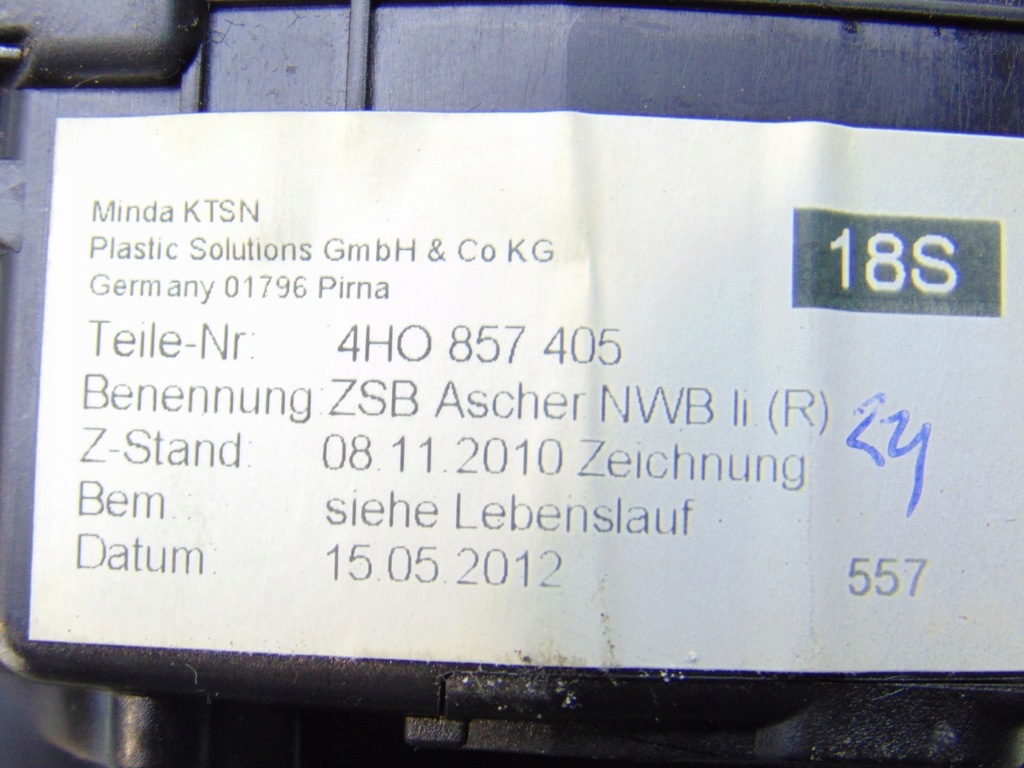 Minda KTSN
Plastic Solutions GmbH & Co KG
Germany 01796 Pirna
18S
Teile-Nr: 4HO 857 405
Benennung: ZSB Ascher NWB li. (R)
Z-Stand: 08.11.2010 Zeichnung
Bem.: siehe Lebenslauf
Datum: 15.05.2012 557